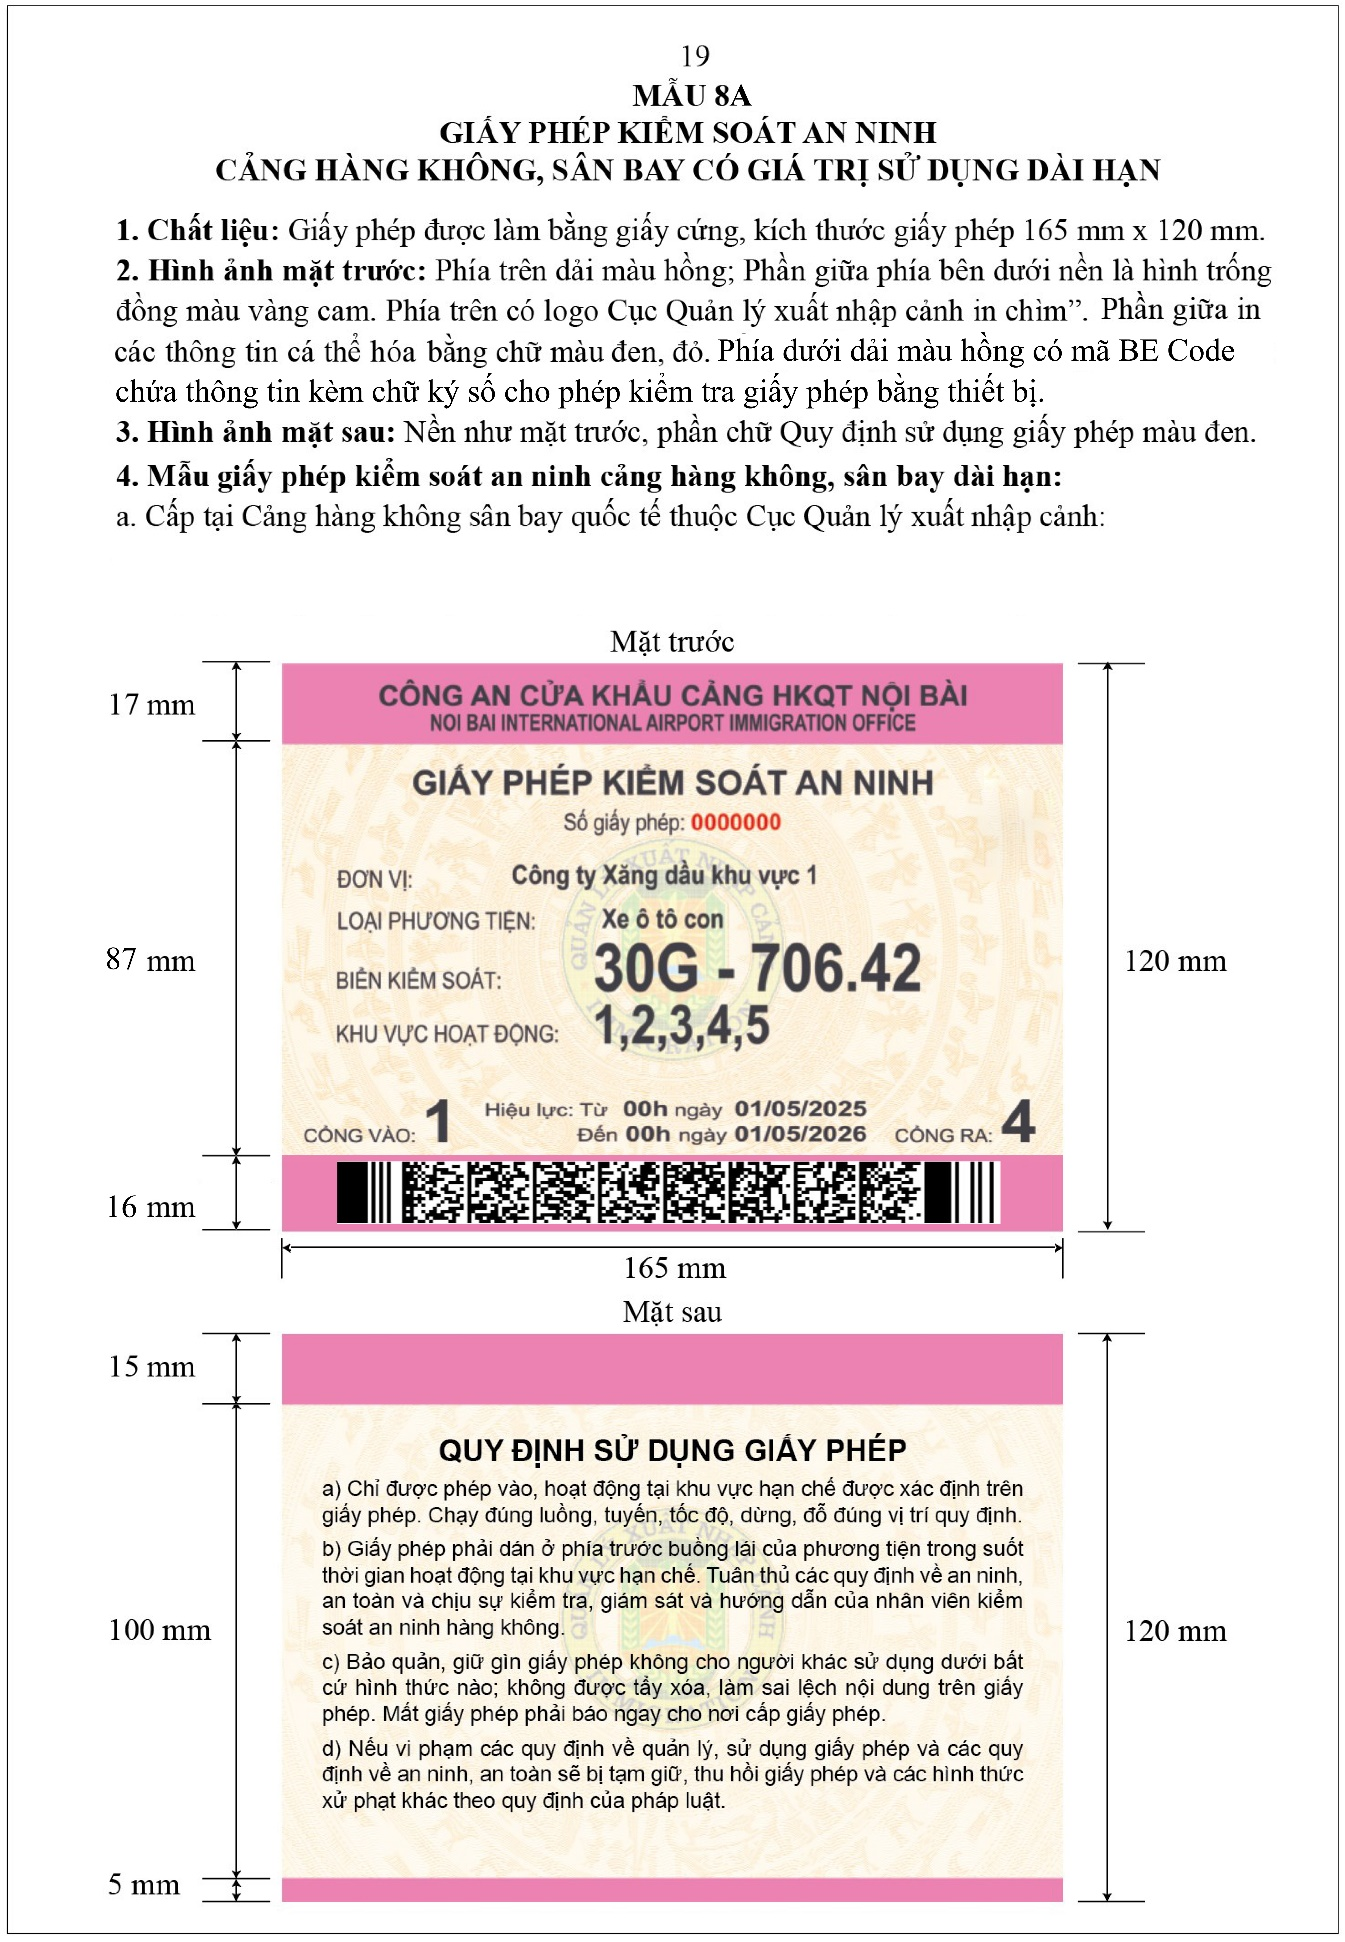 19
MẪU 8A
GIẤY PHÉP KIỂM SOÁT AN NINH
CẢNG HÀNG KHÔNG, SÂN BAY CÓ GIÁ TRỊ SỬ DỤNG DÀI HẠN
1. Chất liệu: Giấy phép được làm bằng giấy cứng, kích thước giấy phép 165 mm x 120 mm.
2. Hình ảnh mặt trước: Phía trên dải màu hồng; Phần giữa phía bên dưới nền là hình trống
đồng màu vàng cam. Phía trên có logo Cục Quản lý xuất nhập cảnh in chìm”. Phần giữa in
các thông tin cá thể hóa bằng chữ màu đen, đỏ. Phía dưới dải màu hồng có mã BE Code
chứa thông tin kèm chữ ký số cho phép kiểm tra giấy phép bằng thiết bị.
3. Hình ảnh mặt sau: Nền như mặt trước, phần chữ Quy định sử dụng giấy phép màu đen.
4. Mẫu giấy phép kiểm soát an ninh cảng hàng không, sân bay dài hạn:
a. Cấp tại Cảng hàng không sân bay quốc tế thuộc Cục Quản lý xuất nhập cảnh:
Mặt trước
17 mm
CÔNG AN CỬA KHẨU CẢNG HKQT NỘI BÀI
NOI BAI INTERNATIONAL AIRPORT IMMIGRATION OFFICE
GIẤY PHÉP KIỂM SOÁT AN NINH
Số giấy phép: 0000000
QUẢN LÝ XUẤT NHẬP CẢNH
IMMIGRATION
ĐƠN VỊ: Công ty Xăng dầu khu vực 1
LOẠI PHƯƠNG TIỆN: Xe ô tô con
87 mm
120 mm
BIỂN KIỂM SOÁT: 30G - 706.42
KHU VỰC HOẠT ĐỘNG: 1,2,3,4,5
Hiệu lực: Từ 00h ngày 01/05/2025
CỔNG VÀO: 1 Đến 00h ngày 01/05/2026 CỔNG RA: 4
16 mm
165 mm
Mặt sau
15 mm
QUY ĐỊNH SỬ DỤNG GIẤY PHÉP
a) Chỉ được phép vào, hoạt động tại khu vực hạn chế được xác định trên
giấy phép. Chạy đúng luồng, tuyến, tốc độ, dừng, đỗ đúng vị trí quy định.
b) Giấy phép phải dán ở phía trước buồng lái của phương tiện trong suốt
thời gian hoạt động tại khu vực hạn chế. Tuân thủ các quy định về an ninh,
an toàn và chịu sự kiểm tra, giám sát và hướng dẫn của nhân viên kiểm
soát an ninh hàng không.
100 mm
120 mm
c) Bảo quản, giữ gìn giấy phép không cho người khác sử dụng dưới bất
cứ hình thức nào; không được tẩy xóa, làm sai lệch nội dung trên giấy
phép. Mất giấy phép phải báo ngay cho nơi cấp giấy phép.
d) Nếu vi phạm các quy định về quản lý, sử dụng giấy phép và các quy
định về an ninh, an toàn sẽ bị tạm giữ, thu hồi giấy phép và các hình thức
xử phạt khác theo quy định của pháp luật.
QUẢN LÝ XUẤT NHẬP CẢNH
IMMIGRATION
5 mm